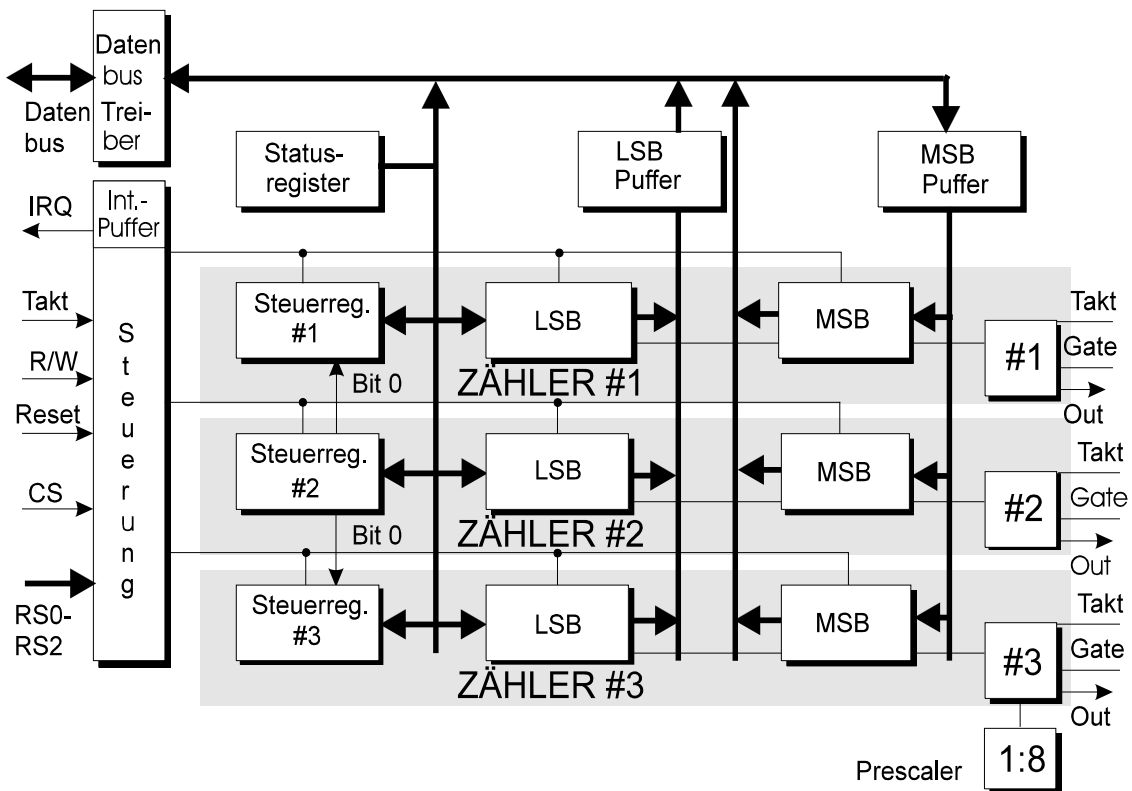 Daten
bus
Trei-
ber
Daten
bus
Status-
register
LSB
Puffer
MSB
Puffer
IRQ
Int.-
Puffer
Takt
R/W
Reset
CS
RS0-
RS2
S
t
e
u
e
r
u
n
g
Steuerreg.
#1
LSB
MSB
ZÄHLER #1
Bit 0
#1
Takt
Gate
Out
Steuerreg.
#2
LSB
MSB
ZÄHLER #2
Bit 0
#2
Takt
Gate
Out
Steuerreg.
#3
LSB
MSB
ZÄHLER #3
#3
Takt
Gate
Out
Prescaler
1:8